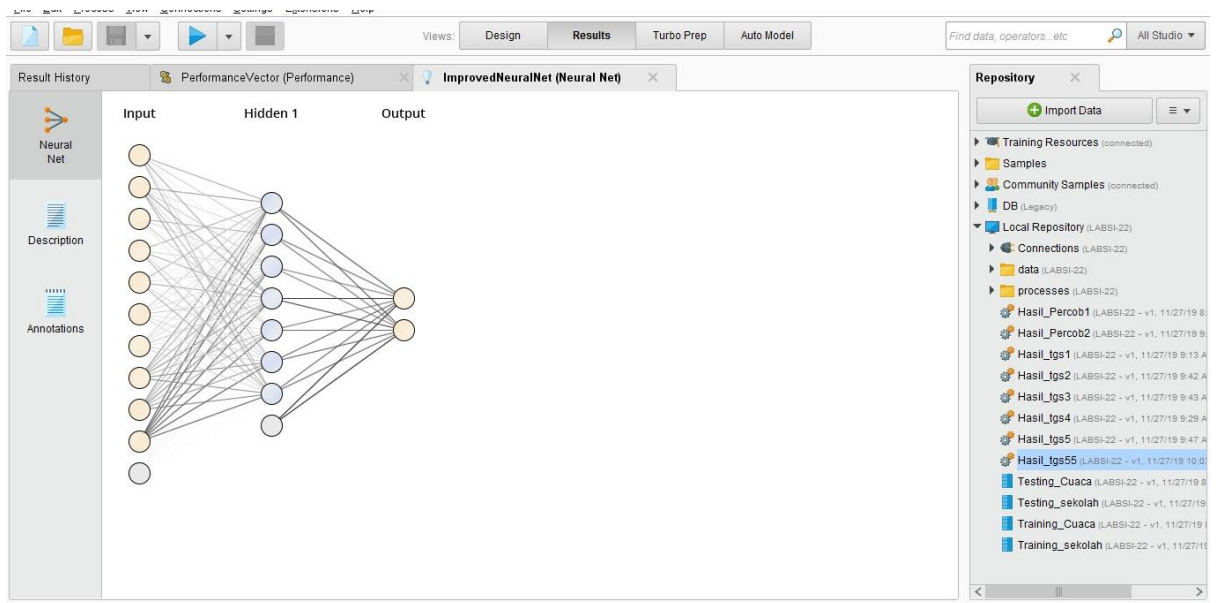 Views:
Design
Results
Turbo Prep
Auto Model
Find data, operators...etc
All Studio
Result History
PerformanceVector (Performance)
ImprovedNeuralNet (Neural Net)
Neural
Net
Description
Annotations
Input
Hidden 1
Output
Repository
Import Data
Training Resources (connected)
Samples
Community Samples (connected)
DB (Legacy)
Local Repository (LABSI-22)
Connections (LABSI-22)
data (LABSI-22)
processes (LABSI-22)
Hasil_Percob1 (LABSI-22 - v1, 11/27/19 8:
Hasil_Percob2 (LABSI-22 - v1, 11/27/19 9:
Hasil_tgs1 (LABSI-22 - v1, 11/27/19 9:13 A
Hasil_tgs2 (LABSI-22 - v1, 11/27/19 9:42 A
Hasil_tgs3 (LABSI-22 - v1, 11/27/19 9:43 A
Hasil_tgs4 (LABSI-22 - v1, 11/27/19 9:29 A
Hasil_tgs5 (LABSI-22 - v1, 11/27/19 9:47 A
Hasil_tgs55 (LABSI-22 - v1, 11/27/19 10:0
Testing_Cuaca (LABSI-22 - v1, 11/27/19 8
Testing_sekolah (LABSI-22 - v1, 11/27/19
Training_Cuaca (LABSI-22 - v1, 11/27/19
Training_sekolah (LABSI-22 - v1, 11/27/19